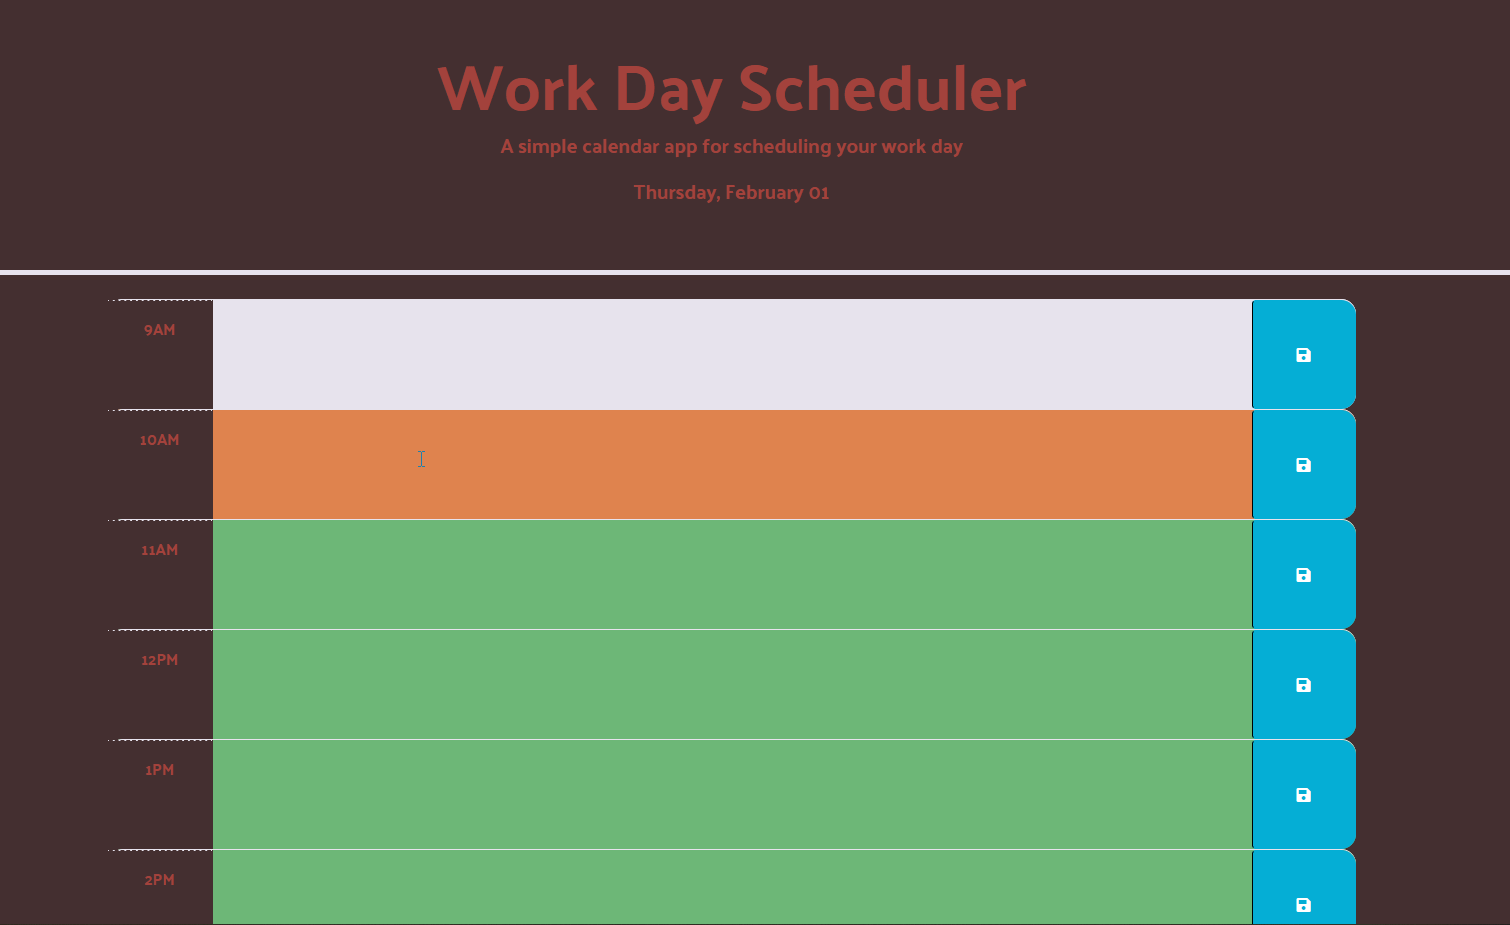 Work Day Scheduler
A simple calendar app for scheduling your work day
Thursday, February 01
9AM
10AM
11AM
12PM
1PM
2PM